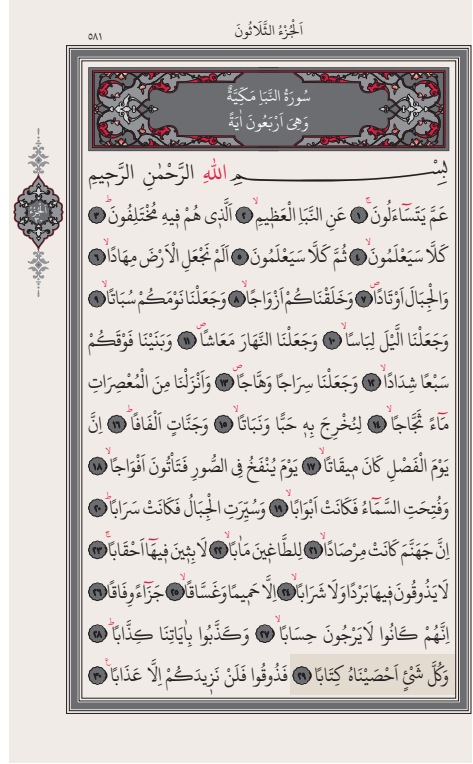 اَلْجُزْءُ الثَّلَاثُونَ
٥٨١
سُورَةُ النَّبَإِ مَكِّيَّةٌ
وَهِيَ اَرْبَعُونَ اٰيَةً
بِسْمِ اللّٰهِ الرَّحْمٰنِ الرَّحٖيمِ
عَمَّ يَتَسَٓاءَلُونَۚ ﴿١﴾ عَنِ النَّبَإِ الْعَظٖيمِۙ ﴿٢﴾ اَلَّذٖى هُمْ فٖيهِ مُخْتَلِفُونَۜ ﴿٣﴾
كَلَّا سَيَعْلَمُونَۙ ﴿٤﴾ ثُمَّ كَلَّا سَيَعْلَمُونَ ﴿٥﴾ اَلَمْ نَجْعَلِ الْاَرْضَ مِهَادًاۙ ﴿٦﴾
وَالْجِبَالَ اَوْتَادًاۖ ﴿٧﴾ وَخَلَقْنَاكُمْ اَزْوَاجًاۙ ﴿٨﴾ وَجَعَلْنَا نَوْمَكُمْ سُبَاتًاۙ ﴿٩﴾
وَجَعَلْنَا الَّيْلَ لِبَاسًاۙ ﴿١٠﴾ وَجَعَلْنَا النَّهَارَ مَعَاشًاۖ ﴿١١﴾ وَبَنَيْنَا فَوْقَكُمْ
سَبْعًا شِدَادًاۙ ﴿١٢﴾ وَجَعَلْنَا سِرَاجًا وَهَّاجًاۖ ﴿١٣﴾ وَاَنْزَلْنَا مِنَ الْمُعْصِرَاتِ
مَٓاءً ثَجَّاجًاۙ ﴿١٤﴾ لِنُخْرِجَ بِهٖ حَبًّا وَنَبَاتًاۙ ﴿١٥﴾ وَجَنَّاتٍ اَلْفَافًاۜ ﴿١٦﴾ اِنَّ
يَوْمَ الْفَصْلِ كَانَ مٖيقَاتًاۙ ﴿١٧﴾ يَوْمَ يُنْفَخُ فِى الصُّورِ فَتَأْتُونَ اَفْوَاجًاۙ ﴿١٨﴾
وَفُتِحَتِ السَّمَٓاءُ فَكَانَتْ اَبْوَابًاۙ ﴿١٩﴾ وَسُيِّرَتِ الْجِبَالُ فَكَانَتْ سَرَابًاۜ ﴿٢٠﴾
اِنَّ جَهَنَّمَ كَانَتْ مِرْصَادًاۙ ﴿٢١﴾ لِلطَّاغٖينَ مَاٰبًاۙ ﴿٢٢﴾ لَابِثٖينَ فٖيهَٓا اَحْقَابًاۚ ﴿٢٣﴾
لَا يَذُوقُونَ فٖيهَا بَرْدًا وَلَا شَرَابًاۙ ﴿٢٤﴾ اِلَّا حَمٖيمًا وَغَسَّاقًاۙ ﴿٢٥﴾ جَزَٓاءً وِفَاقًاۜ ﴿٢٦﴾
اِنَّهُمْ كَانُوا لَا يَرْجُونَ حِسَابًاۙ ﴿٢٧﴾ وَكَذَّبُوا بِاٰيَاتِنَا كِذَّابًاۜ ﴿٢٨﴾
وَكُلَّ شَيْءٍ اَحْصَيْنَاهُ كِتَابًاۙ ﴿٢٩﴾ فَذُوقُوا فَلَنْ نَزٖيدَكُمْ اِلَّا عَذَابًاۚ ﴿٣٠﴾